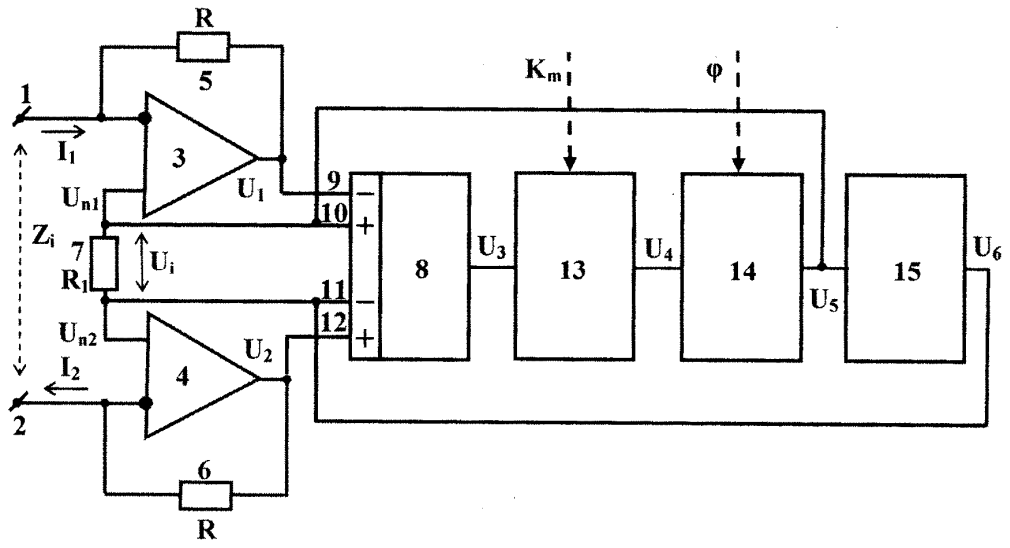 R
5
1
I₁
3
U₁
Uₙ₁
Zᵢ
7
R₁
Uᵢ
Uₙ₂
I₂
2
4
U₂
6
R
9
10
11
12
−
+
−
+
8
U₃
Kₘ
13
U₄
φ
14
U₅
15
U₆